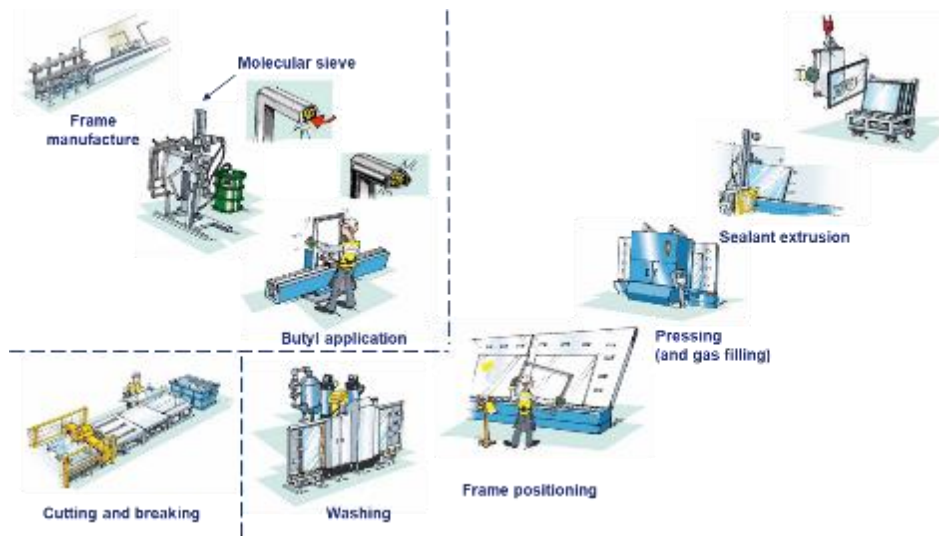 Molecular sieve
Frame
manufacture
Butyl application
Cutting and breaking
Washing
Frame positioning
Pressing
(and gas filling)
Sealant extrusion